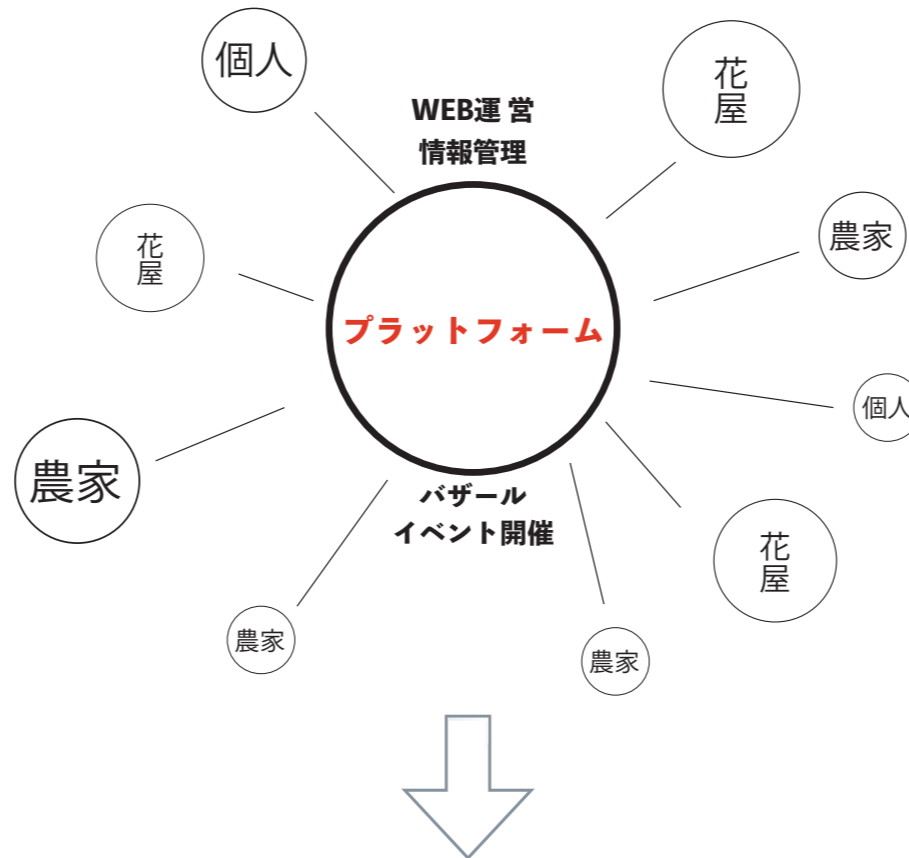 個人
花屋
WEB運 営
情報管理
花屋
農家
プラットフォーム
個人
農家
バザール
イベント開催
花屋
農家
農家